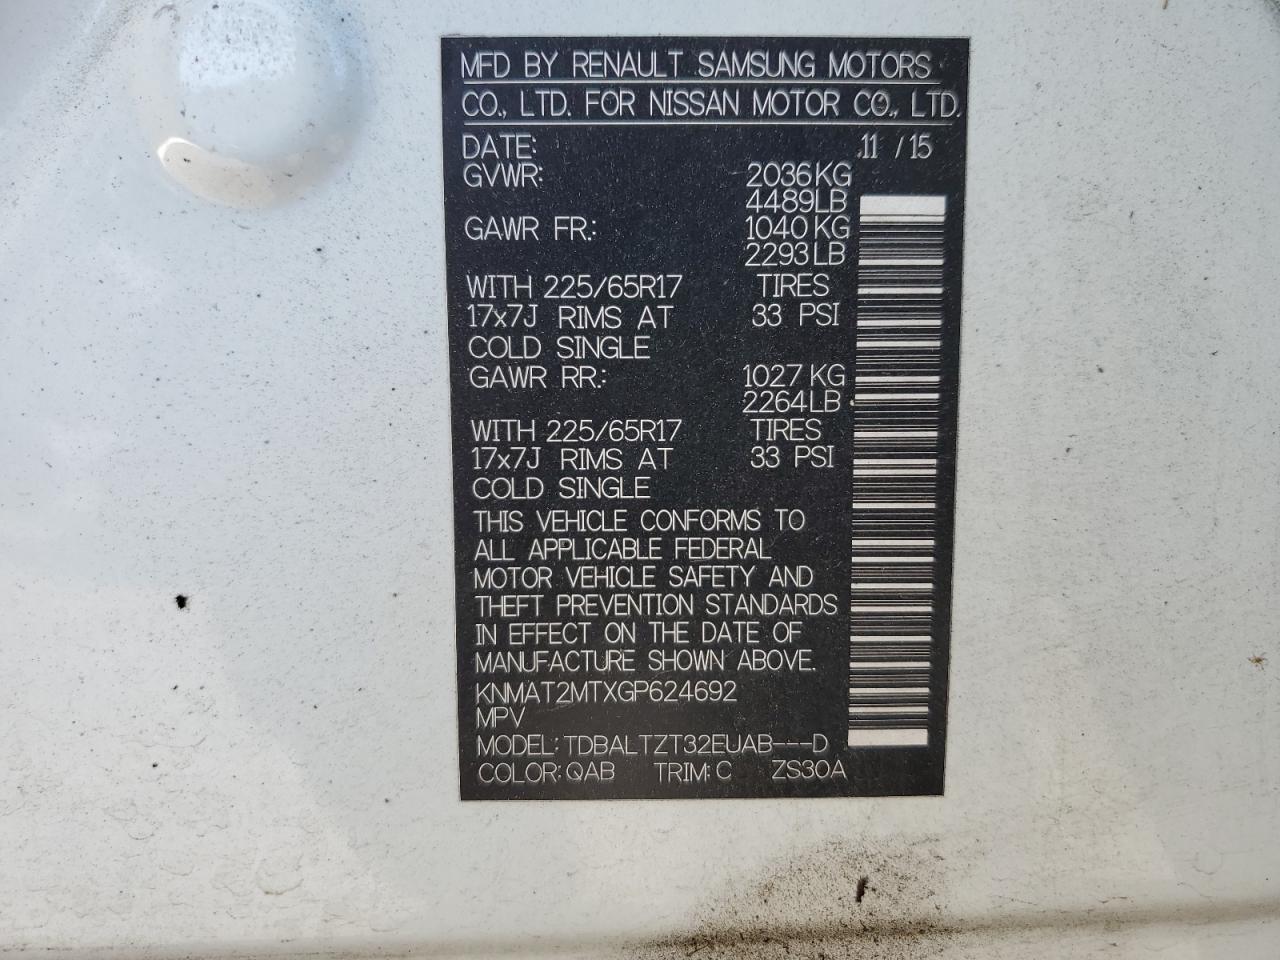 MFD BY RENAULT SAMSUNG MOTORS
CO., LTD. FOR NISSAN MOTOR CO., LTD.
DATE: 11 / 15
GVWR: 2036KG
4489LB
GAWR FR.: 1040KG
2293LB
WITH 225/65R17 TIRES
17x7J RIMS AT 33 PSI
COLD SINGLE
GAWR RR.: 1027KG
2264LB
WITH 225/65R17 TIRES
17x7J RIMS AT 33 PSI
COLD SINGLE
THIS VEHICLE CONFORMS TO
ALL APPLICABLE FEDERAL
MOTOR VEHICLE SAFETY AND
THEFT PREVENTION STANDARDS
IN EFFECT ON THE DATE OF
MANUFACTURE SHOWN ABOVE.
KNMAT2MTXGP624692
MPV
MODEL: TDBALTZT32EUAB---D
COLOR: QAB TRIM: C ZS30A